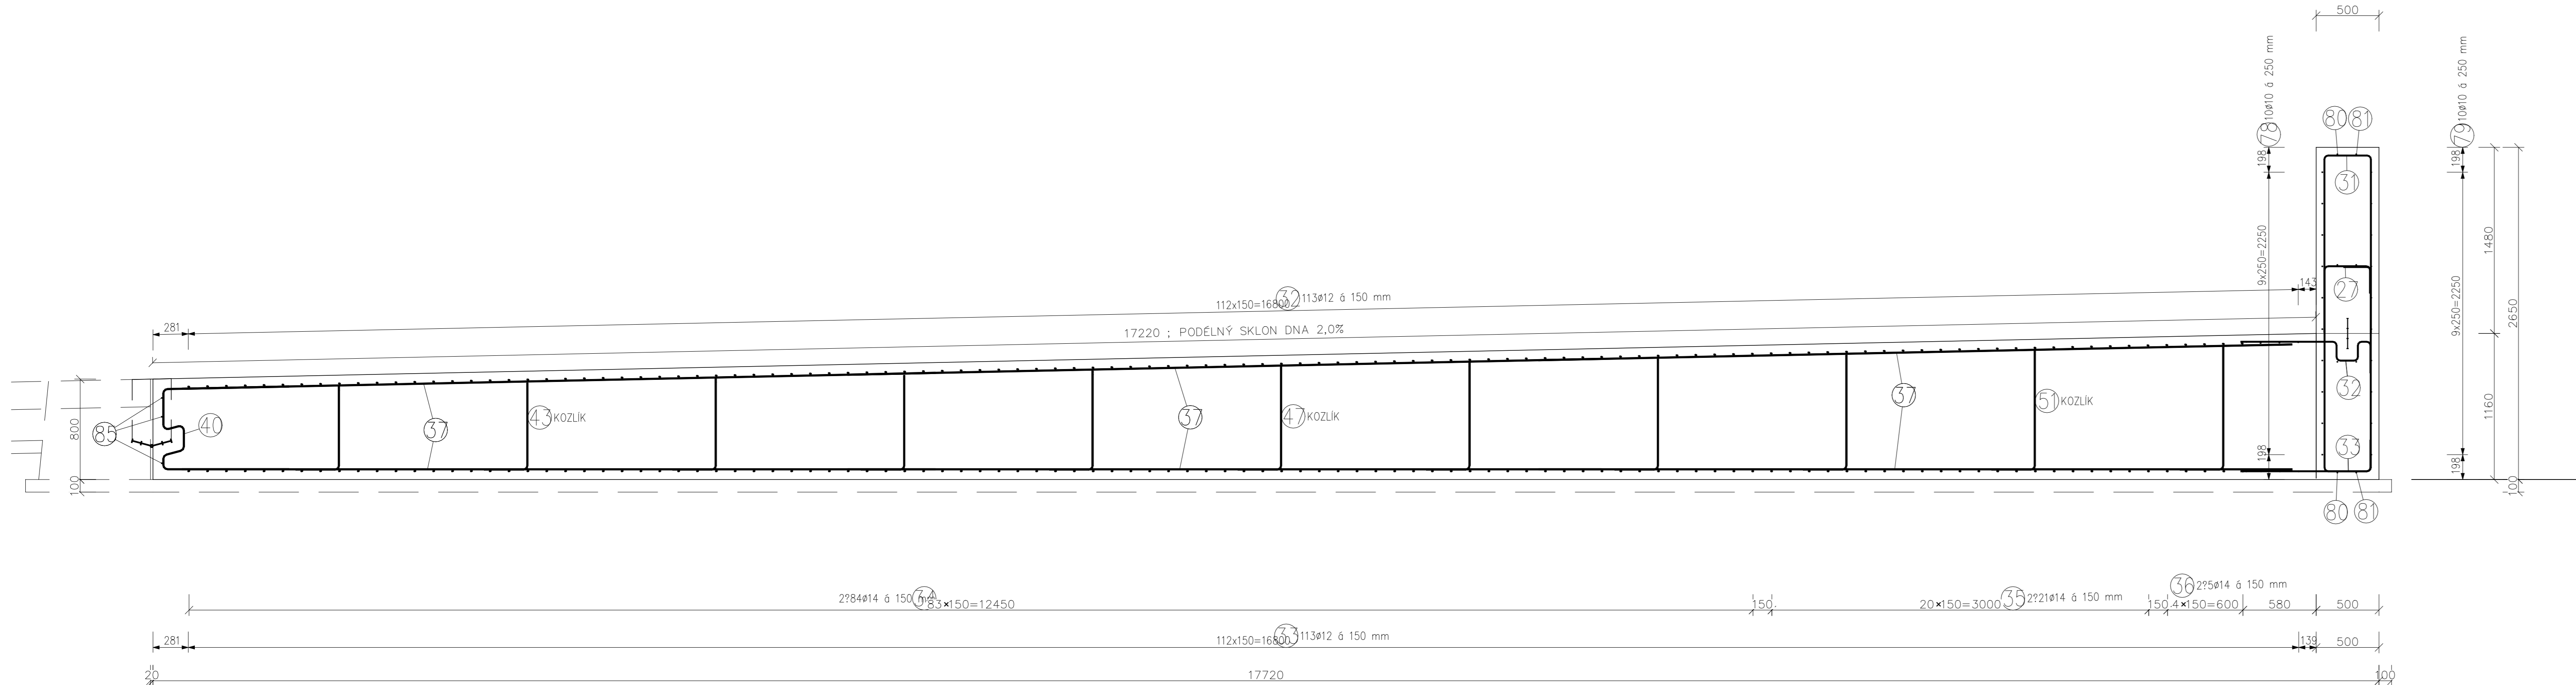 500
78 10ø10 á 250 mm
79 10ø10 á 250 mm
80 81
198
198
31
9x250=2250
9x250=2250
1480
2650
27
32 113ø12 á 150 mm
112x150=16800
143
281
17220 ; PODÉLNÝ SKLON DNA 2,0%
800
85
40
37
43 KOZLÍK
37
47 KOZLÍK
37
51 KOZLÍK
32
1160
33
198
198
100
100
80 81
34
2?84ø14 á 150 m
83×150=12450
150
20×150=3000
35 2?21ø14 á 150 mm
36 2?5ø14 á 150 mm
150
4×150=600
580
500
281
112x150=16800
33 113ø12 á 150 mm
139
500
20
17720
100